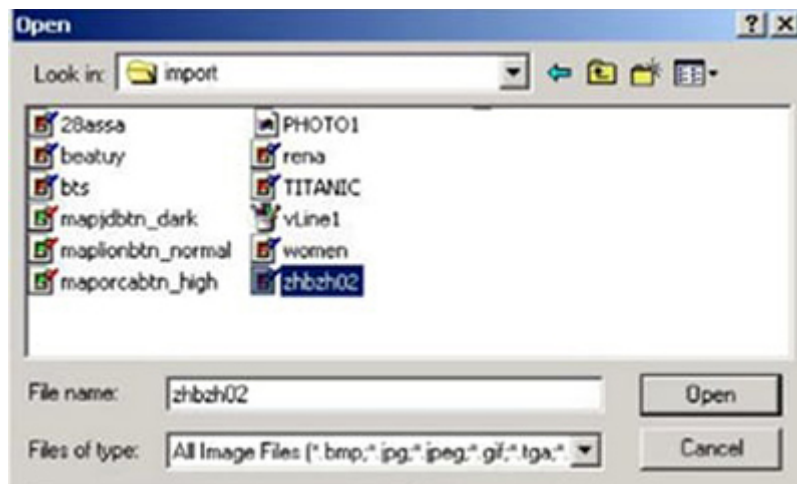 Open
Look in: import
28assa
beatuy
bts
mapjdbtn_dark
maplionbtn_normal
maporcabtn_high
PHOTO1
rena
TITANIC
vLine1
women
zhbzh02
File name: zhbzh02 Open
Files of type: All Image Files (*.bmp;*.jpg;*.jpeg;*.gif;*.tga;*. Cancel